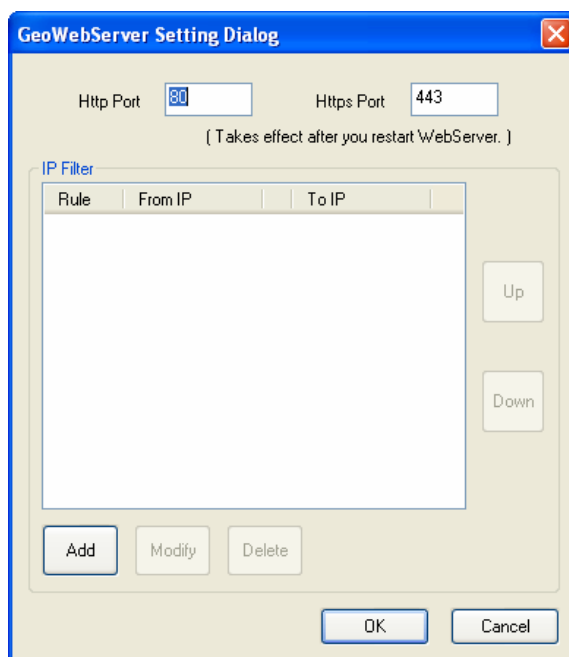 GeoWebServer Setting Dialog
Http Port 80 Https Port 443
( Takes effect after you restart WebServer. )
IP Filter
Rule From IP To IP
Up
Down
Add Modify Delete
OK Cancel